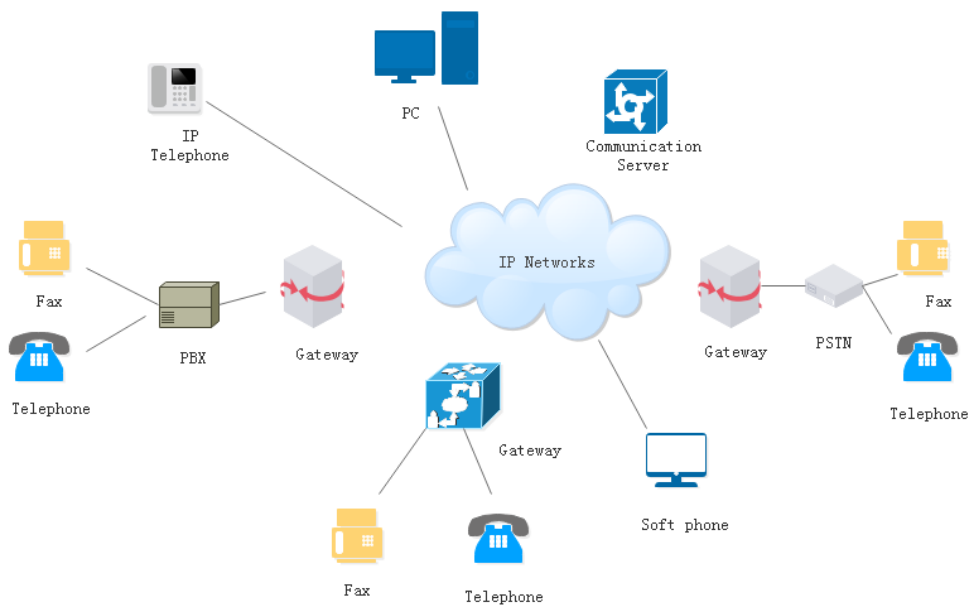 PC
IP
Telephone
Communication
Server
IP Networks
Fax
Fax
PBX
Gateway
Gateway
PSTN
Telephone
Telephone
Gateway
Soft phone
Fax
Telephone